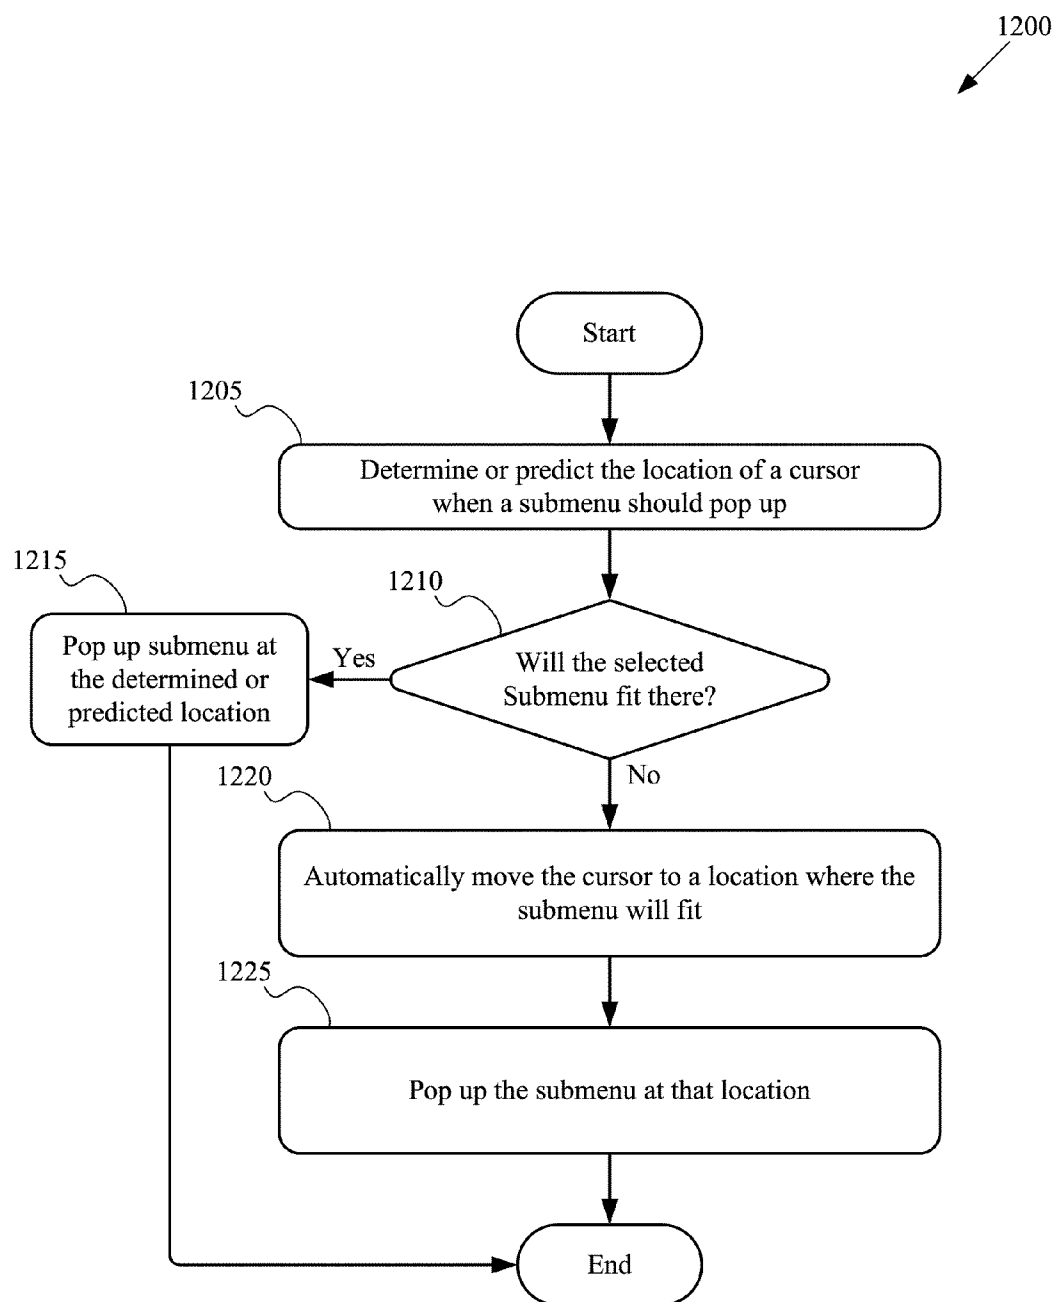 1200
Start
1205
Determine or predict the location of a cursor
when a submenu should pop up
1215
1210
Pop up submenu at
the determined or
predicted location
Yes
Will the selected
Submenu fit there?
No
1220
Automatically move the cursor to a location where the
submenu will fit
1225
Pop up the submenu at that location
End